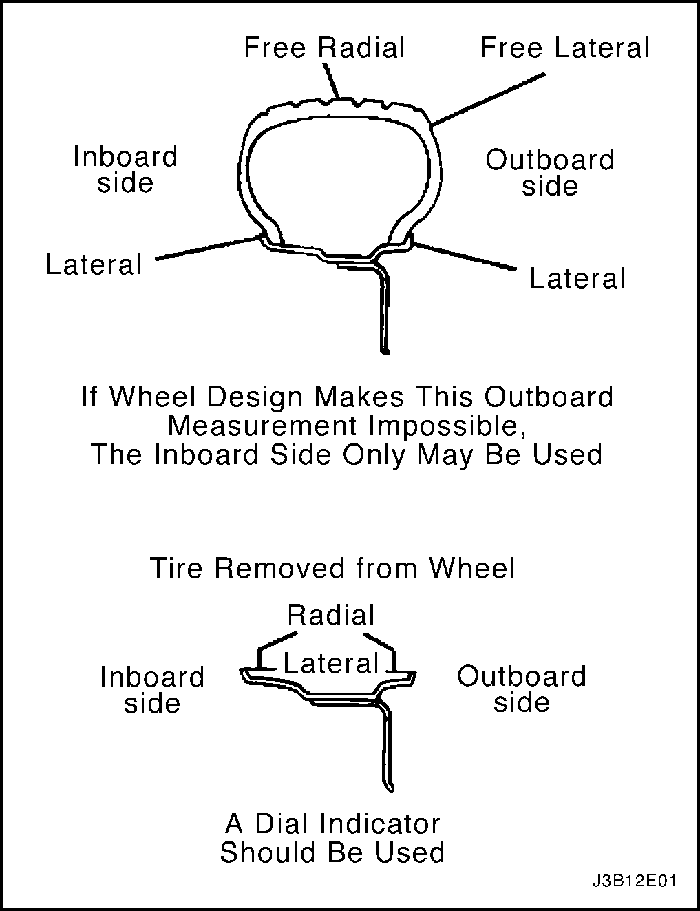 Free Radial
Free Lateral
Inboard
side
Outboard
side
Lateral
Lateral
If Wheel Design Makes This Outboard
Measurement Impossible,
The Inboard Side Only May Be Used
Tire Removed from Wheel
Radial
Lateral
Inboard
side
Outboard
side
A Dial Indicator
Should Be Used
J3B12E01